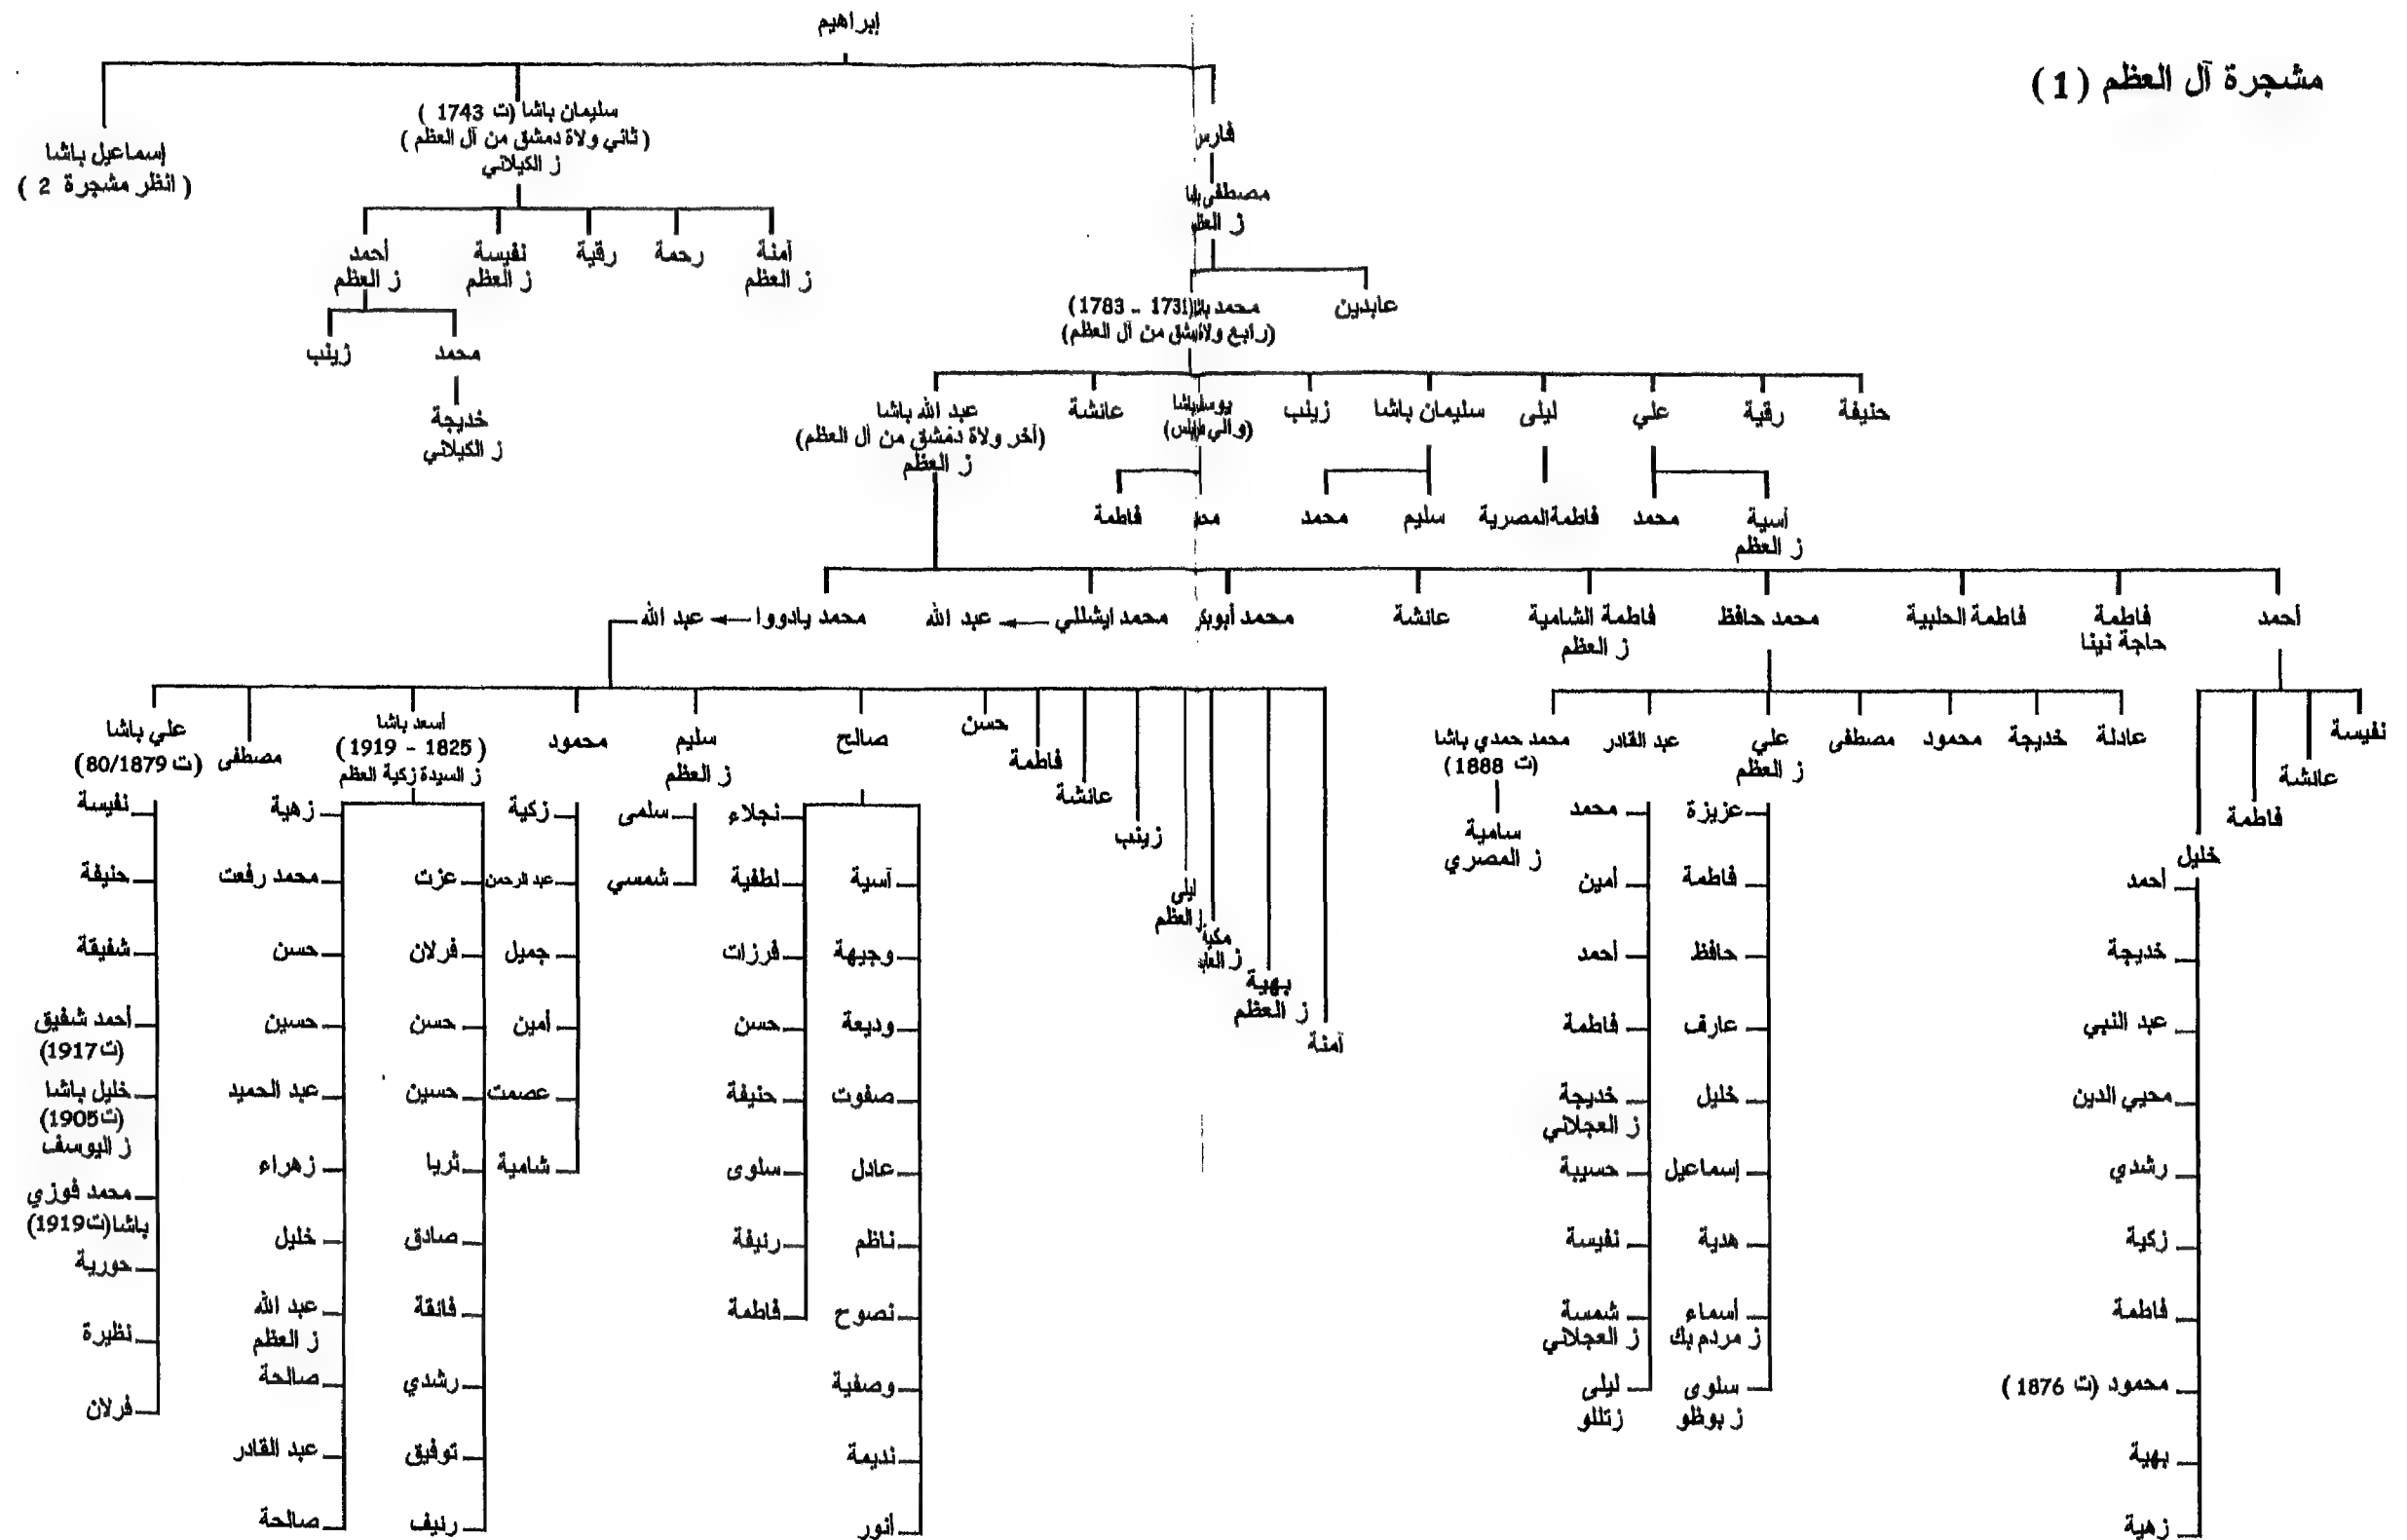 مشجرة آل العظم (1)
إبراهيم
فارس
سليمان باشا (ت 1743 )
( ثاني ولاة دمشق من آل العظم )
ز الكيلاني
إسماعيل باشا
( انظر مشجرة 2 )
مصطفى باشا
ز العظم
آمنة
ز العظم
رحمة
رقية
نفيسة
ز العظم
أحمد
ز العظم
عابدين
محمد باشا (1731 - 1783)
(رابع ولاة دمشق من آل العظم)
محمد
زينب
خديجة
ز الكيلاني
حنيفة
رقية
علي
ليلى
سليمان باشا
زينب
يوسف باشا
(والي طرابلس)
عائشة
عبد الله باشا
(آخر ولاة دمشق من آل العظم)
ز العظم
آسية
ز العظم
محمد
فاطمة المصرية
سليم
محمد
محمد
فاطمة
أحمد
فاطمة
حاجة نينا
فاطمة الحلبية
محمد حافظ
فاطمة الشامية
ز العظم
عائشة
محمد أبوبكر
محمد ايشللي ← عبد الله
محمد يادووا ← عبد الله
نفيسة
عائشة
فاطمة
خليل
أحمد
خديجة
عبد النبي
محيي الدين
رشدي
زكية
فاطمة
محمود (ت 1876 )
بهية
زهية
عادلة
خديجة
محمود
مصطفى
علي
ز العظم
عبد القادر
محمد حمدي باشا
(ت 1888)
سامية
ز المصري
عزيزة
فاطمة
حافظ
عارف
خليل
إسماعيل
هدية
أسماء
ز مردم بك
سلوى
ز بوظو
محمد
أمين
أحمد
فاطمة
خديجة
ز العجلاني
حسيبة
نفيسة
شمسة
ز العجلاني
ليلى
ز تللو
آمنة
بهية
ز العظم
مكية
ليلى
ز العظم
زينب
عائشة
فاطمة
حسن
صالح
سليم
ز العظم
محمود
أسعد باشا
(1825 - 1919)
ز السيدة زكية العظم
مصطفى
علي باشا
(ت 80/1879)
آسية
وجيهة
وديعة
صفوت
عادل
ناظم
نصوح
وصفية
نديمة
أنور
نجلاء
لطفية
فرزات
حسن
حنيفة
سلوى
رئيفة
فاطمة
سلمى
شمسي
زكية
عبد الرحمن
جميل
أمين
عصمت
شامية
عزت
فرلان
حسن
حسين
ثريا
صادق
فائقة
رشدي
توفيق
رئيف
زهية
محمد رفعت
حسن
حسين
عبد الحميد
زهراء
خليل
عبد الله
ز العظم
صالحة
عبد القادر
صالحة
نفيسة
حنيفة
شفيقة
أحمد شفيق
(ت 1917)
خليل باشا
(ت 1905)
ز اليوسف
محمد فوزي
باشا (ت 1919)
حورية
نظيرة
فرلان